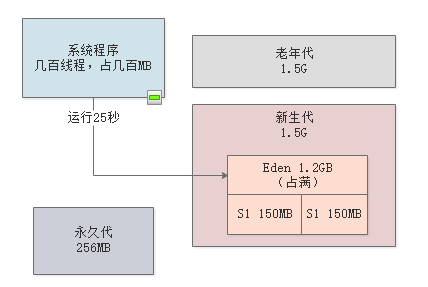 系统程序
几百线程，占几百MB
运行25秒
老年代
1.5G
新生代
1.5G
Eden 1.2GB
（占满）
S1 150MB
S1 150MB
永久代
256MB